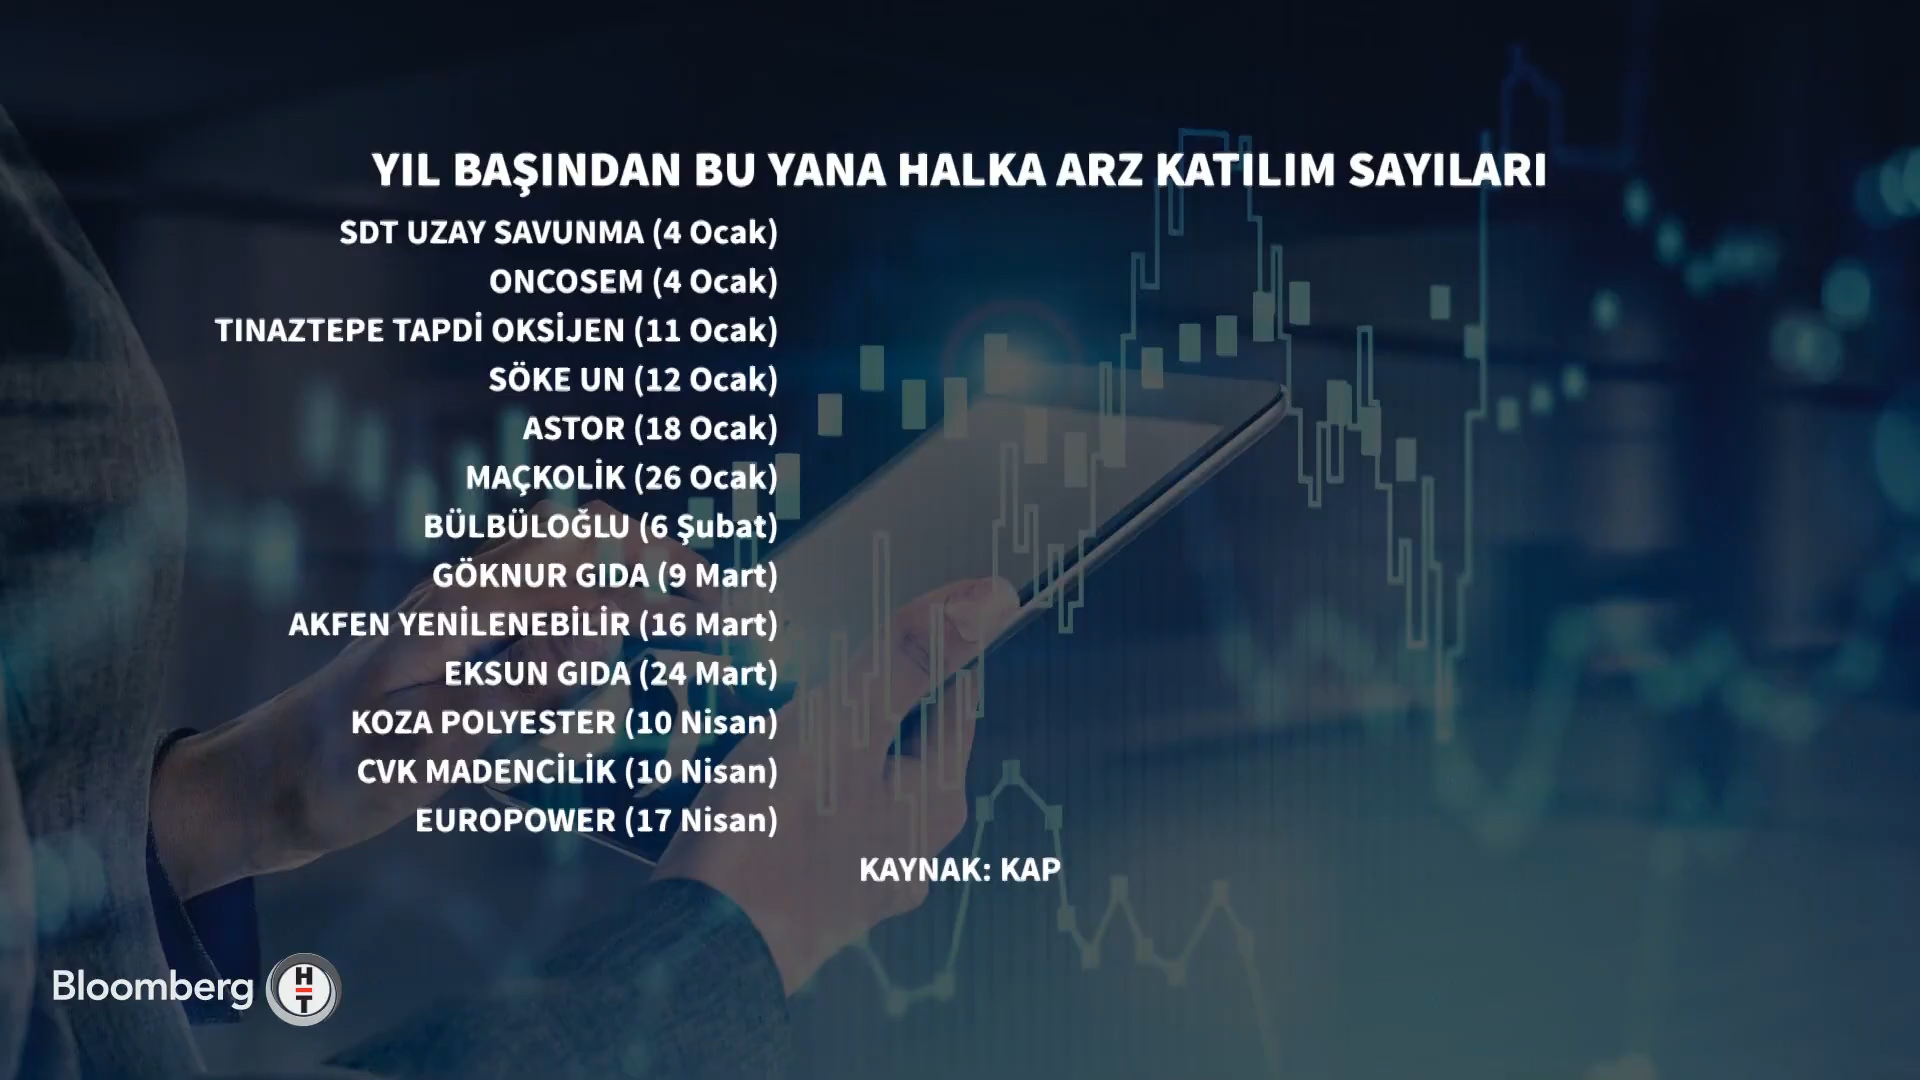 YIL BAŞINDAN BU YANA HALKA ARZ KATILIM SAYILARI
SDT UZAY SAVUNMA (4 Ocak)
ONCOSEM (4 Ocak)
TINAZTEPE TAPDİ OKSİJEN (11 Ocak)
SÖKE UN (12 Ocak)
ASTOR (18 Ocak)
MAÇKOLİK (26 Ocak)
BÜLBÜLOĞLU (6 Şubat)
GÖKNUR GIDA (9 Mart)
AKFEN YENİLENEBİLİR (16 Mart)
EKSUN GIDA (24 Mart)
KOZA POLYESTER (10 Nisan)
CVK MADENCİLİK (10 Nisan)
EUROPOWER (17 Nisan)
KAYNAK: KAP
Bloomberg HT